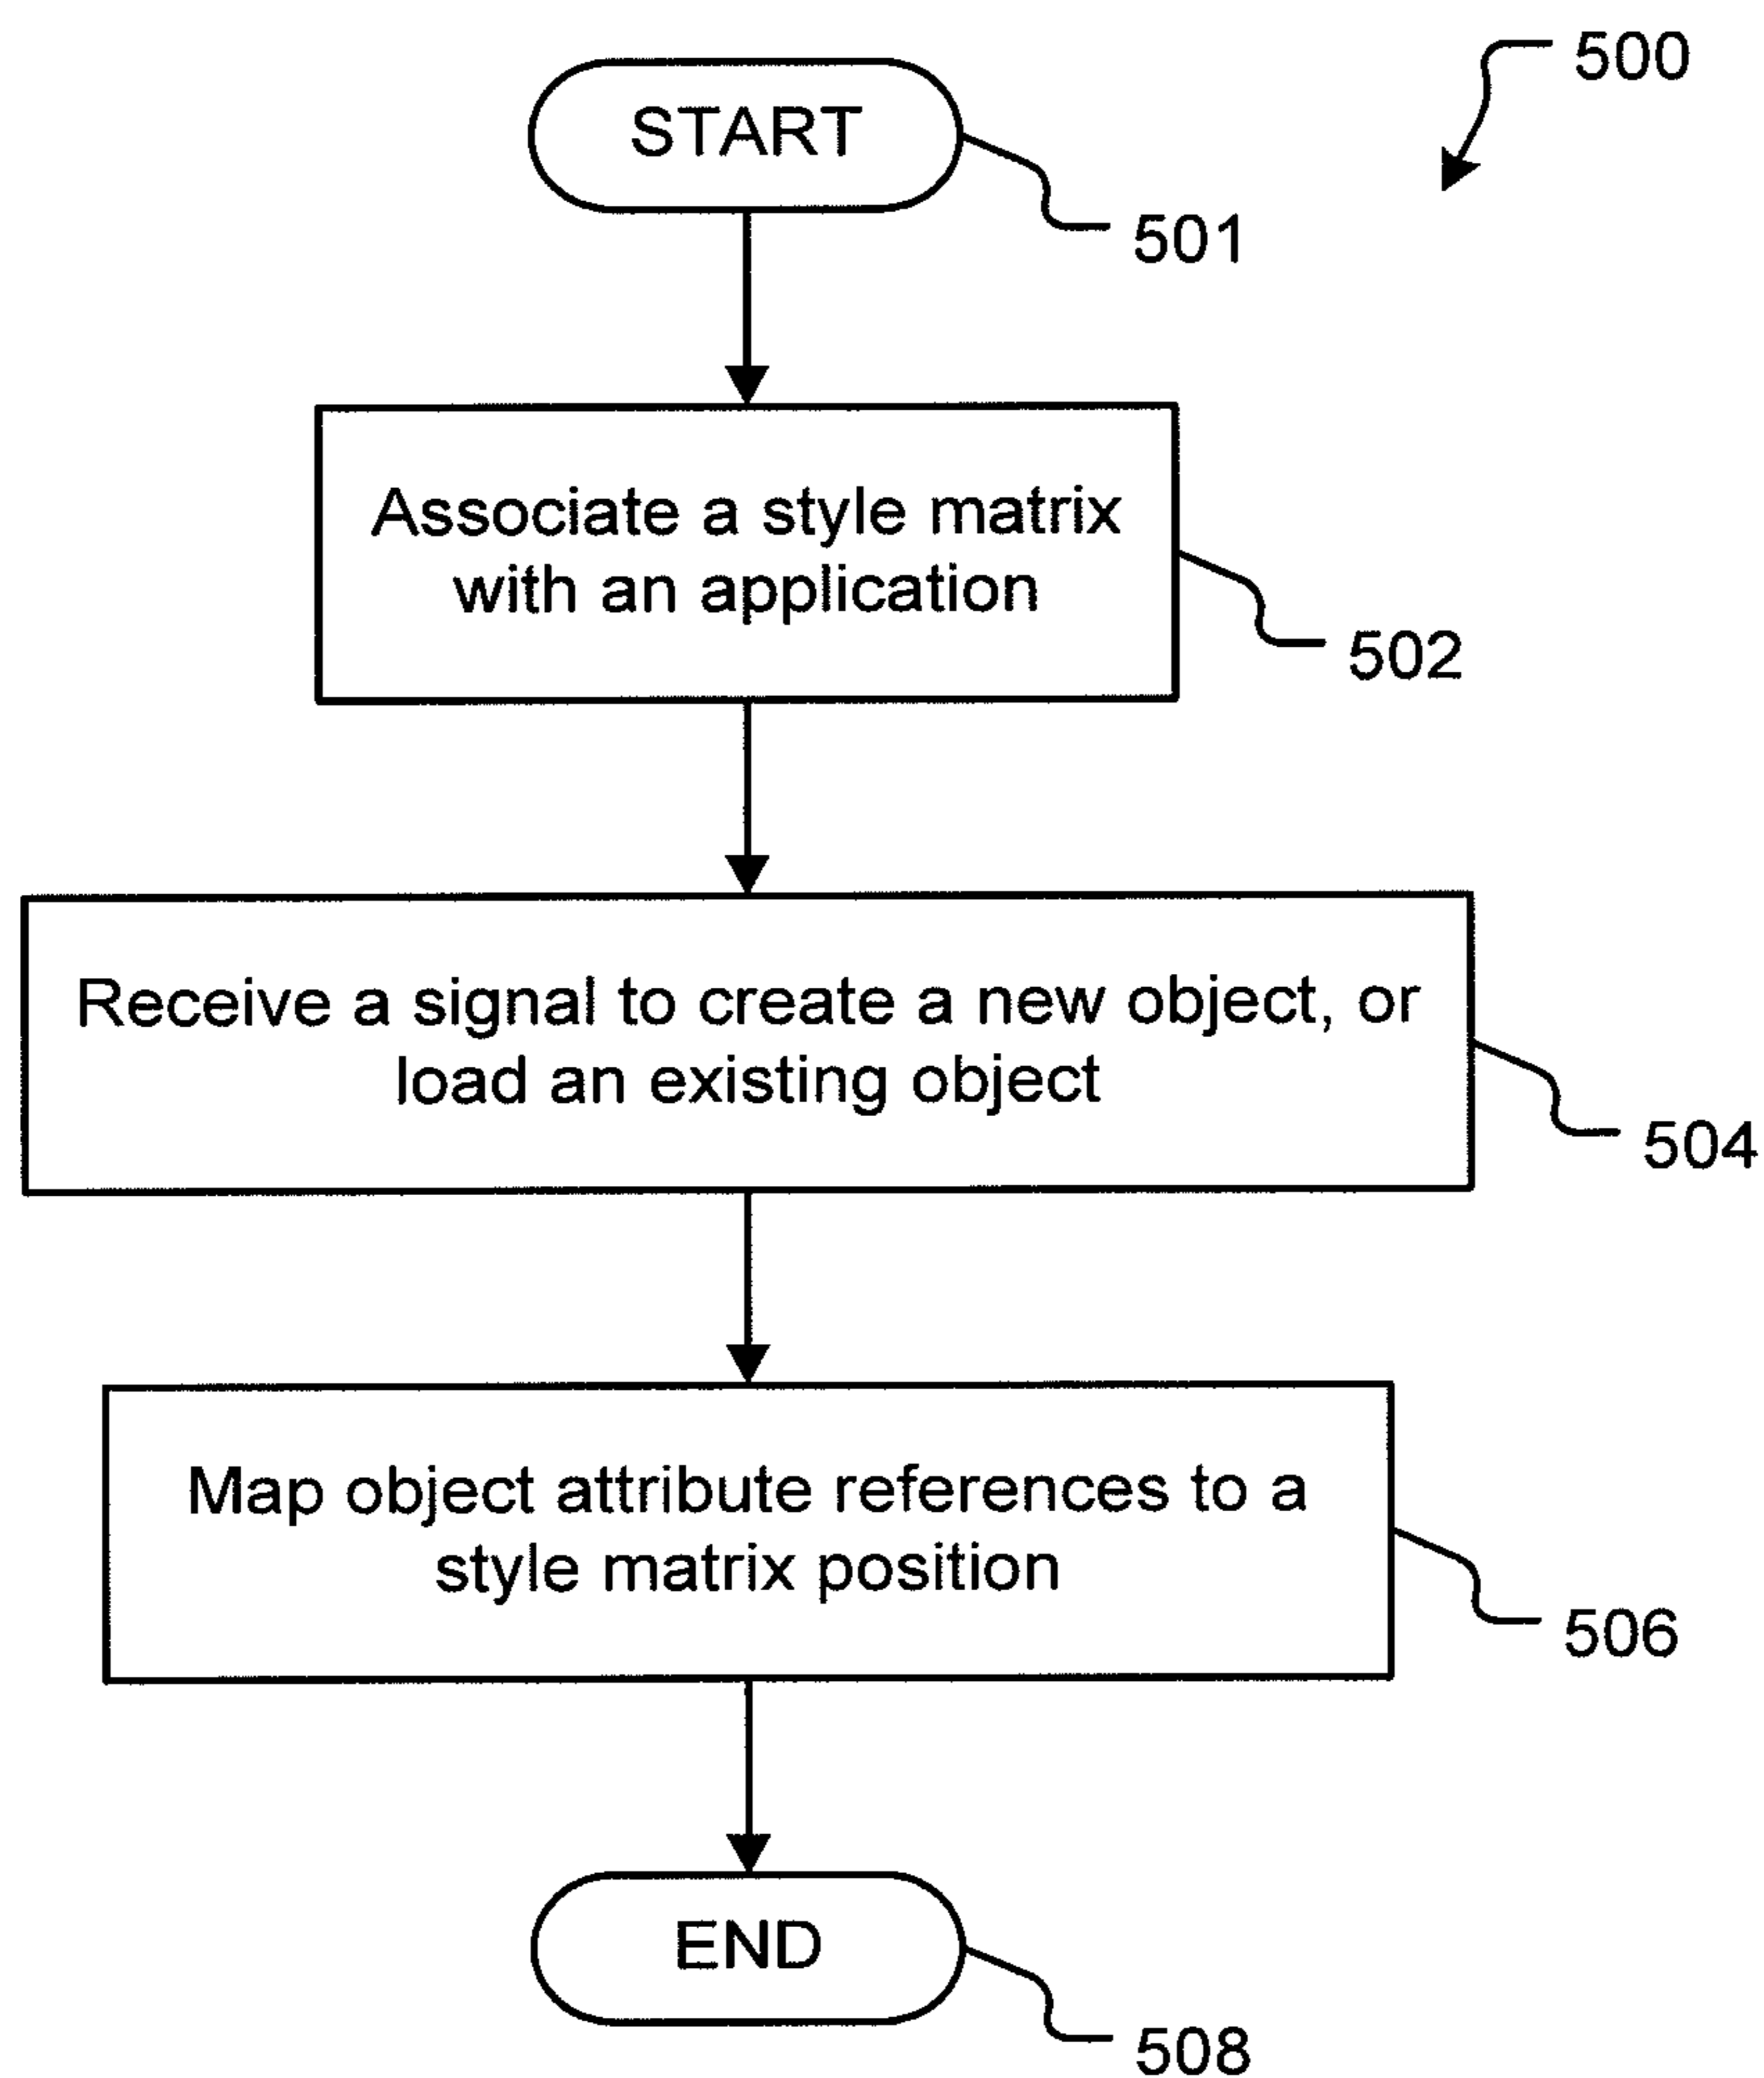 500
START
501
Associate a style matrix
with an application
502
Receive a signal to create a new object, or
load an existing object
504
Map object attribute references to a
style matrix position
506
END
508